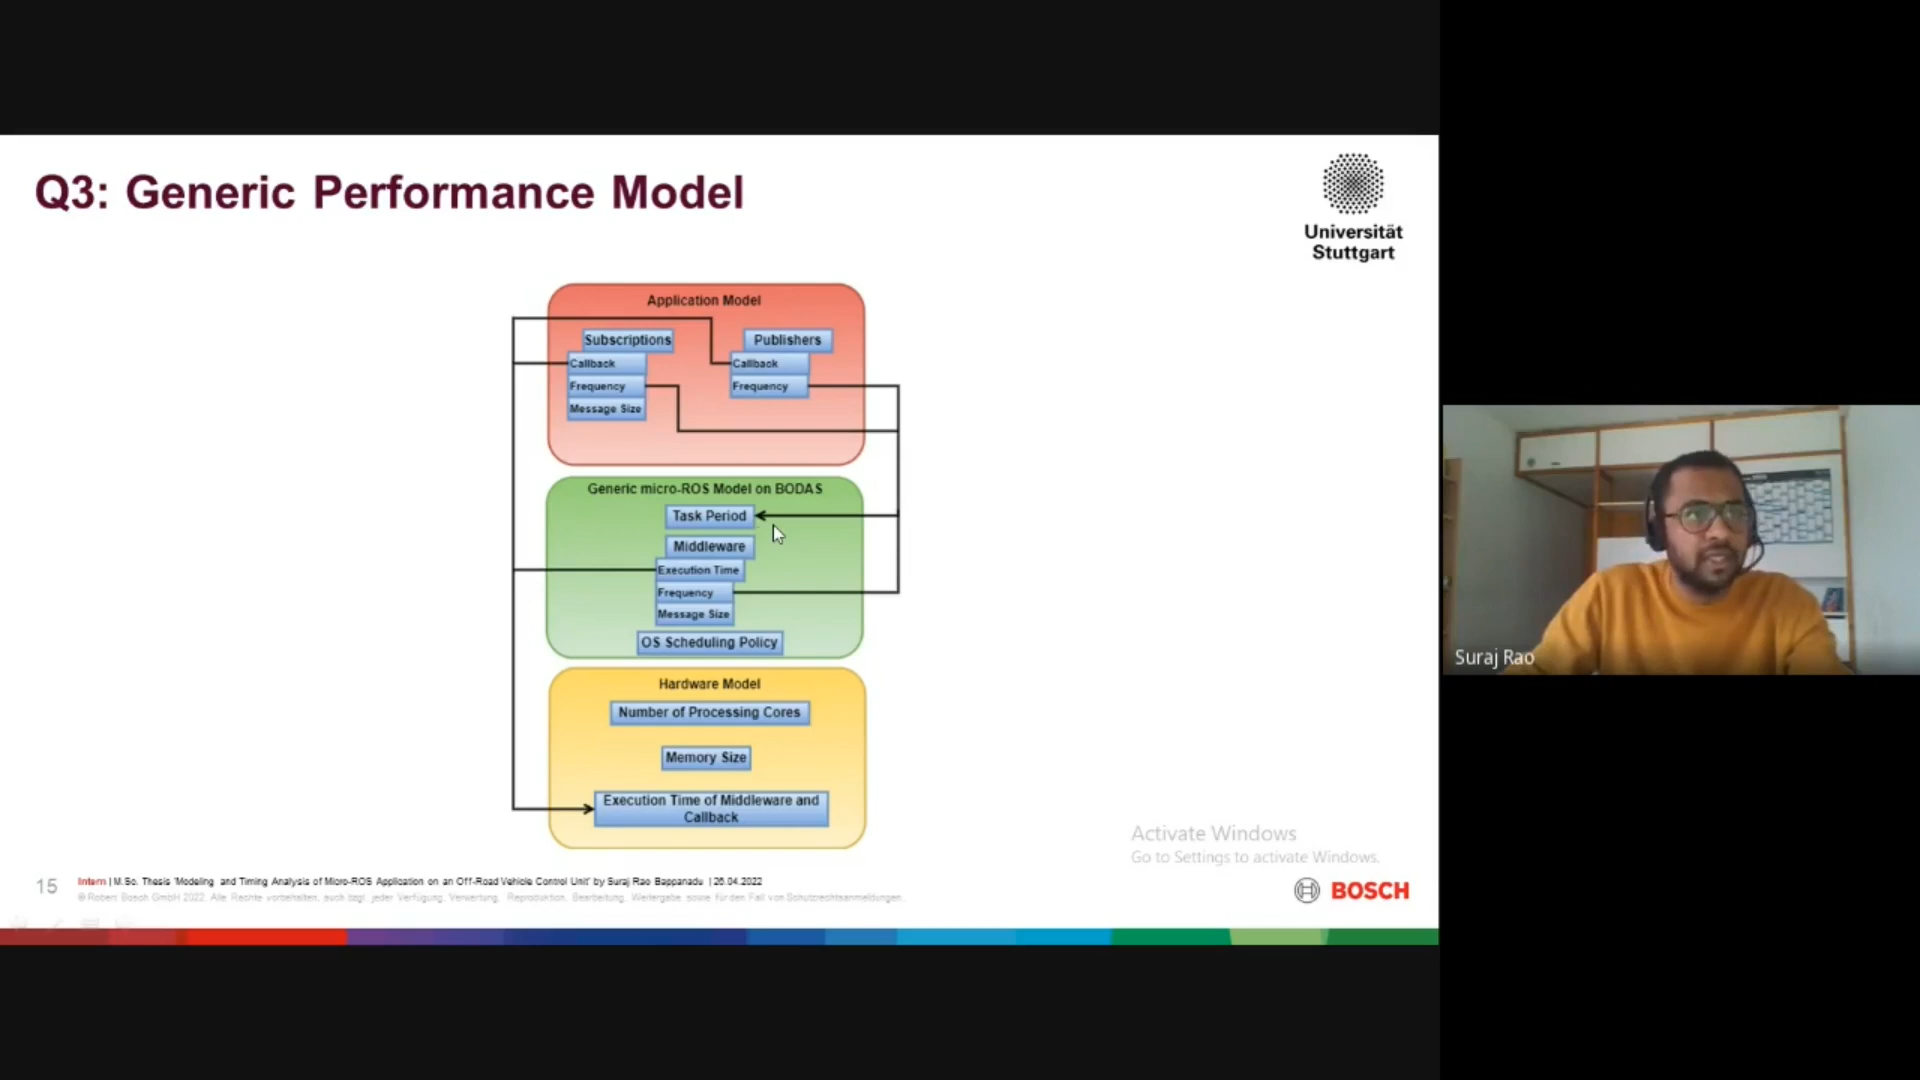 Q3: Generic Performance Model
Universität
Stuttgart
Application Model
Subscriptions
Callback
Frequency
Message Size
Publishers
Callback
Frequency
Generic micro-ROS Model on BODAS
Task Period
Middleware
Execution Time
Frequency
Message Size
OS Scheduling Policy
Hardware Model
Number of Processing Cores
Memory Size
Execution Time of Middleware and
Callback
Suraj Rao
Activate Windows
Go to Settings to activate Windows.
15
Intern | M.Sc. Thesis 'Modeling and Timing Analysis of Micro-ROS Application on an Off-Road Vehicle Control Unit' by Suraj Rao Bappanadu | 26.04.2022
© Robert Bosch GmbH 2022. Alle Rechte vorbehalten, auch bzgl. jeder Verfügung, Verwertung, Reproduktion, Bearbeitung, Weitergabe sowie für den Fall von Schutzrechtsanmeldungen.
BOSCH